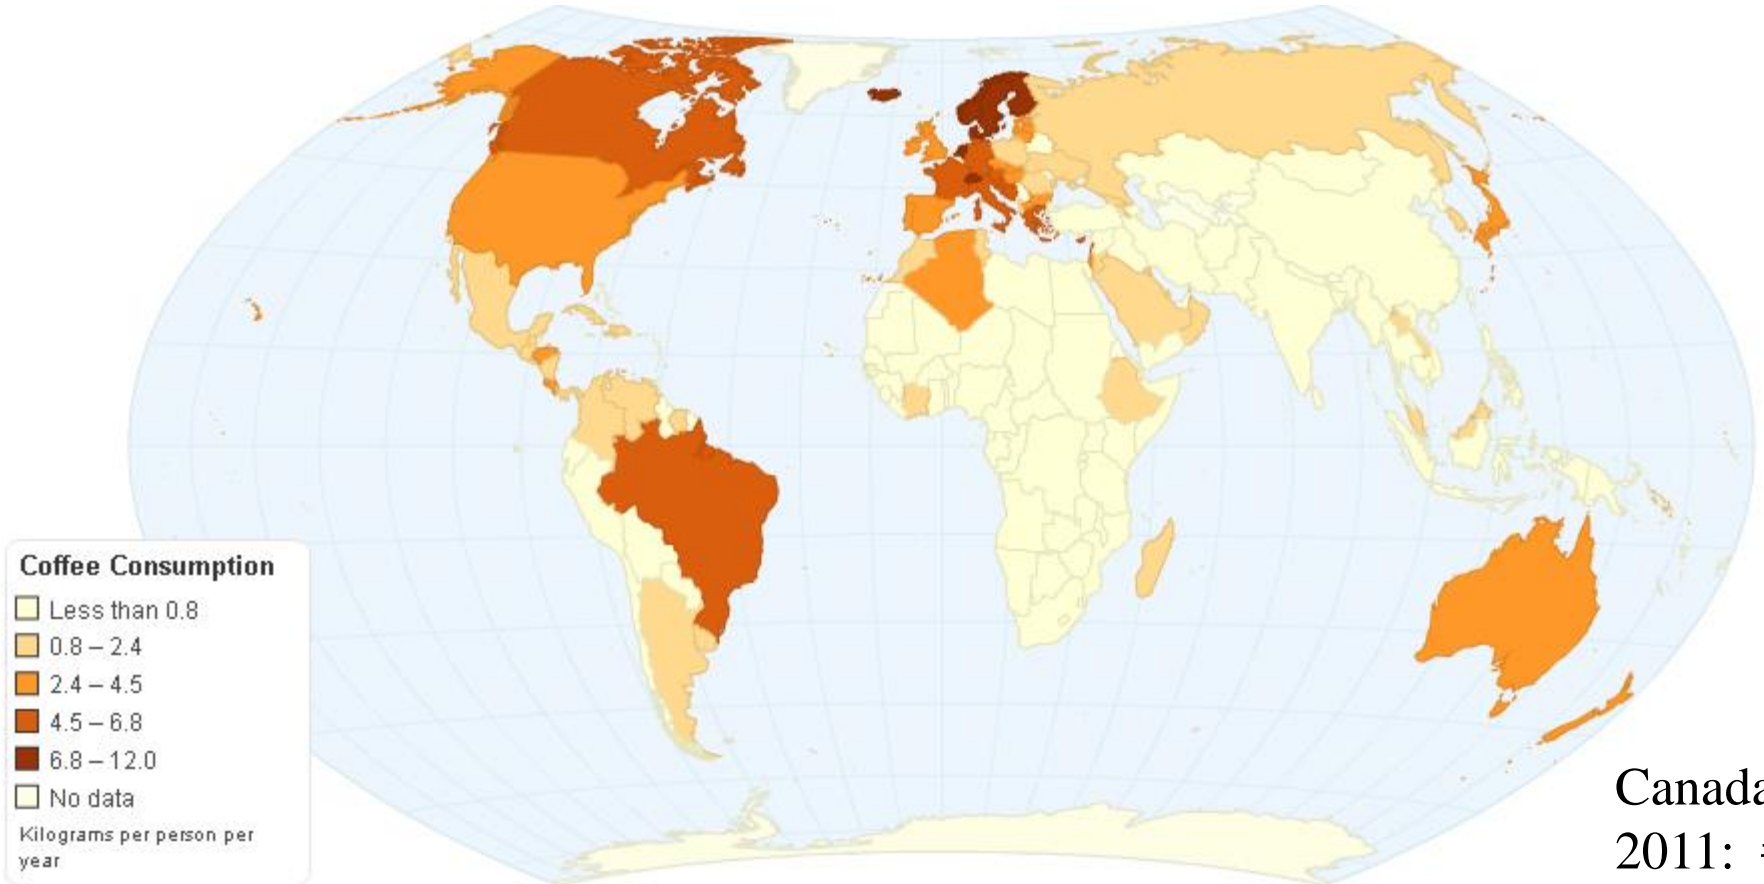 Coffee Consumption
Less than 0.8
0.8 – 2.4
2.4 – 4.5
4.5 – 6.8
6.8 – 12.0
No data
Kilograms per person per
year
Canada
2011: